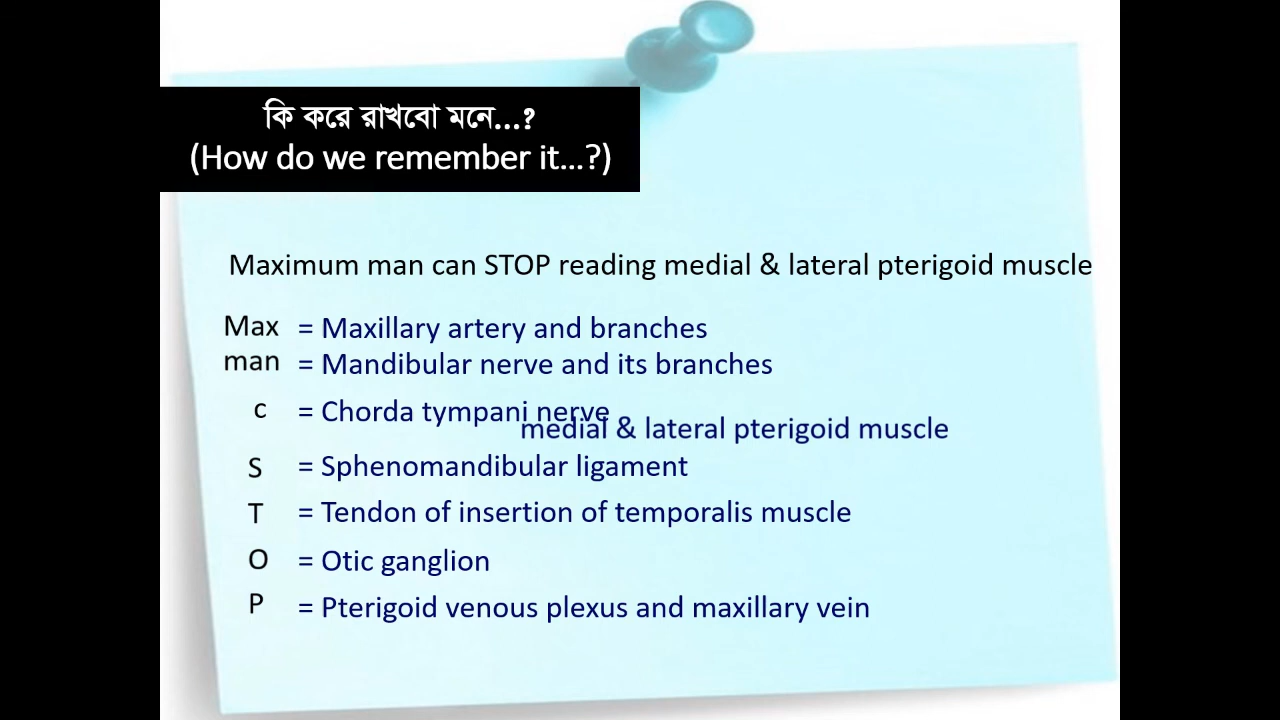 কি করে রাখবো মনে...?
(How do we remember it...?)
Maximum man can STOP reading medial & lateral pterigoid muscle
Max = Maxillary artery and branches
man = Mandibular nerve and its branches
c = Chorda tympani nerve
medial & lateral pterigoid muscle
S = Sphenomandibular ligament
T = Tendon of insertion of temporalis muscle
O = Otic ganglion
P = Pterigoid venous plexus and maxillary vein